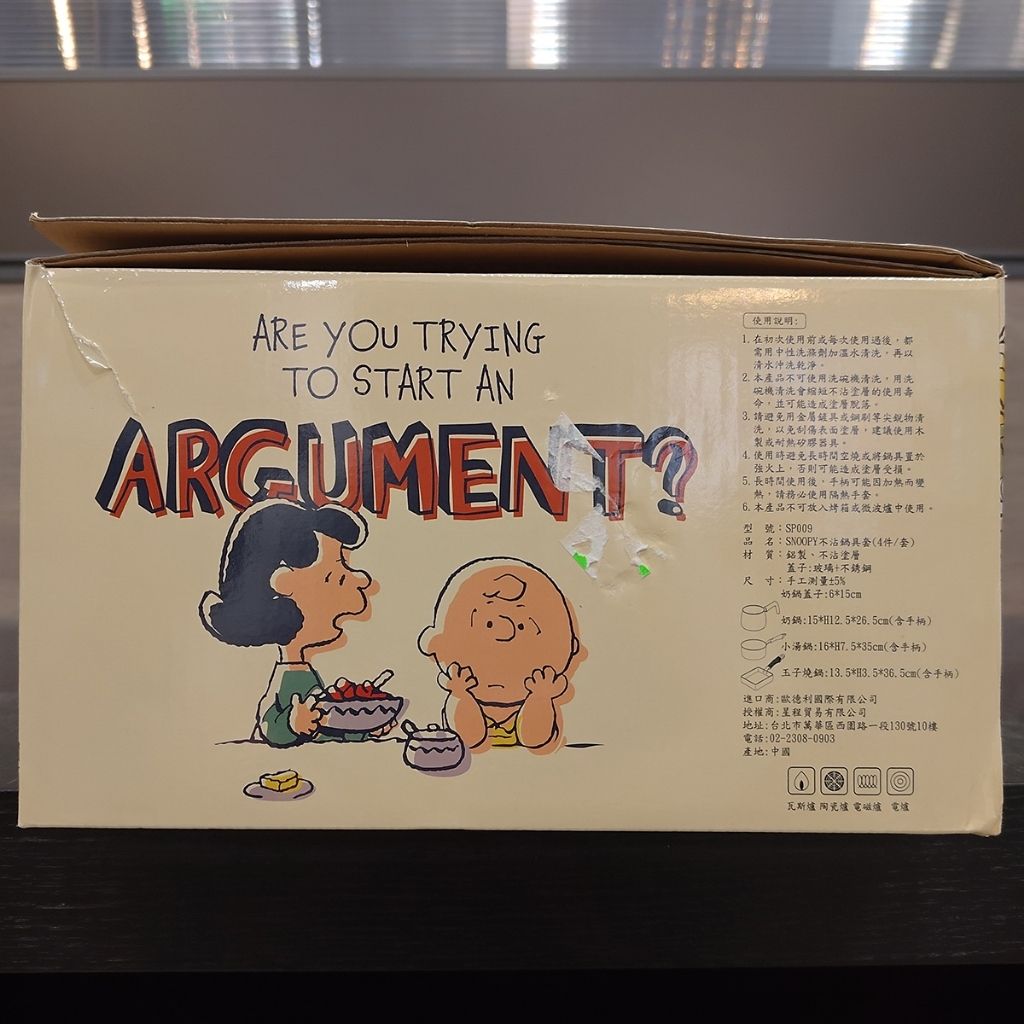 ARE YOU TRYING
TO START AN
ARGUMENT?
使用說明:
1. 在初次使用前或每次使用過後，都
需用中性洗滌劑加溫水清洗，再以
清水沖洗乾淨。
2. 本產品不可使用洗碗機清洗，用洗
碗機清洗會縮短不沾塗層的使用壽
命，並可能造成塗層脫落。
3. 請避免用金屬鏟具或鋼刷等尖銳物清
洗，以免刮傷表面塗層，建議使用木
製或耐熱矽膠器具。
4. 使用時避免長時間空燒或將鍋具置於
強火上，否則可能造成塗層受損。
5. 長時間使用後，手柄可能因加熱而變
熱，請務必使用隔熱手套。
6. 本產品不可放入烤箱或微波爐中使用。
型 號：SP009
品 名：SNOOPY不沾鍋具套(4件/套)
材 質：鋁製、不沾塗層
蓋子:玻璃+不銹鋼
尺 寸：手工測量±5%
奶鍋蓋子:6*15cm
奶鍋:15*H12.5*26.5cm(含手柄)
小湯鍋:16*H7.5*35cm(含手柄)
玉子燒鍋:13.5*H3.5*36.5cm(含手柄)
進口商:歐德利國際有限公司
授權商:星程貿易有限公司
地址:台北市萬華區西園路一段130號10樓
電話:02-2308-0903
產地:中國
瓦斯爐 陶瓷爐 電磁爐 電爐